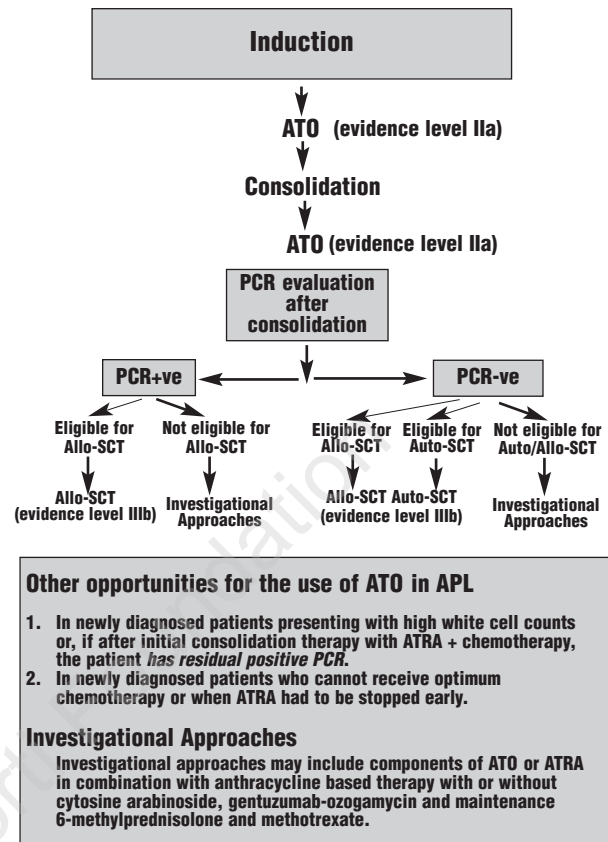 Induction
ATO (evidence level IIa)
Consolidation
ATO (evidence level IIa)
PCR evaluation
after
consolidation
PCR+ve
PCR-ve
Eligible for
Allo-SCT
Not eligible for
Allo-SCT
Eligible for
Allo-SCT
Eligible for
Auto-SCT
Not eligible for
Auto/Allo-SCT
Allo-SCT
(evidence level IIIb)
Investigational
Approaches
Allo-SCT Auto-SCT
(evidence level IIIb)
Investigational
Approaches
Other opportunities for the use of ATO in APL
1. In newly diagnosed patients presenting with high white cell counts
or, if after initial consolidation therapy with ATRA + chemotherapy,
the patient has residual positive PCR.
2. In newly diagnosed patients who cannot receive optimum
chemotherapy or when ATRA had to be stopped early.
Investigational Approaches
Investigational approaches may include components of ATO or ATRA
in combination with anthracycline based therapy with or without
cytosine arabinoside, gentuzumab-ozogamycin and maintenance
6-methylprednisolone and methotrexate.